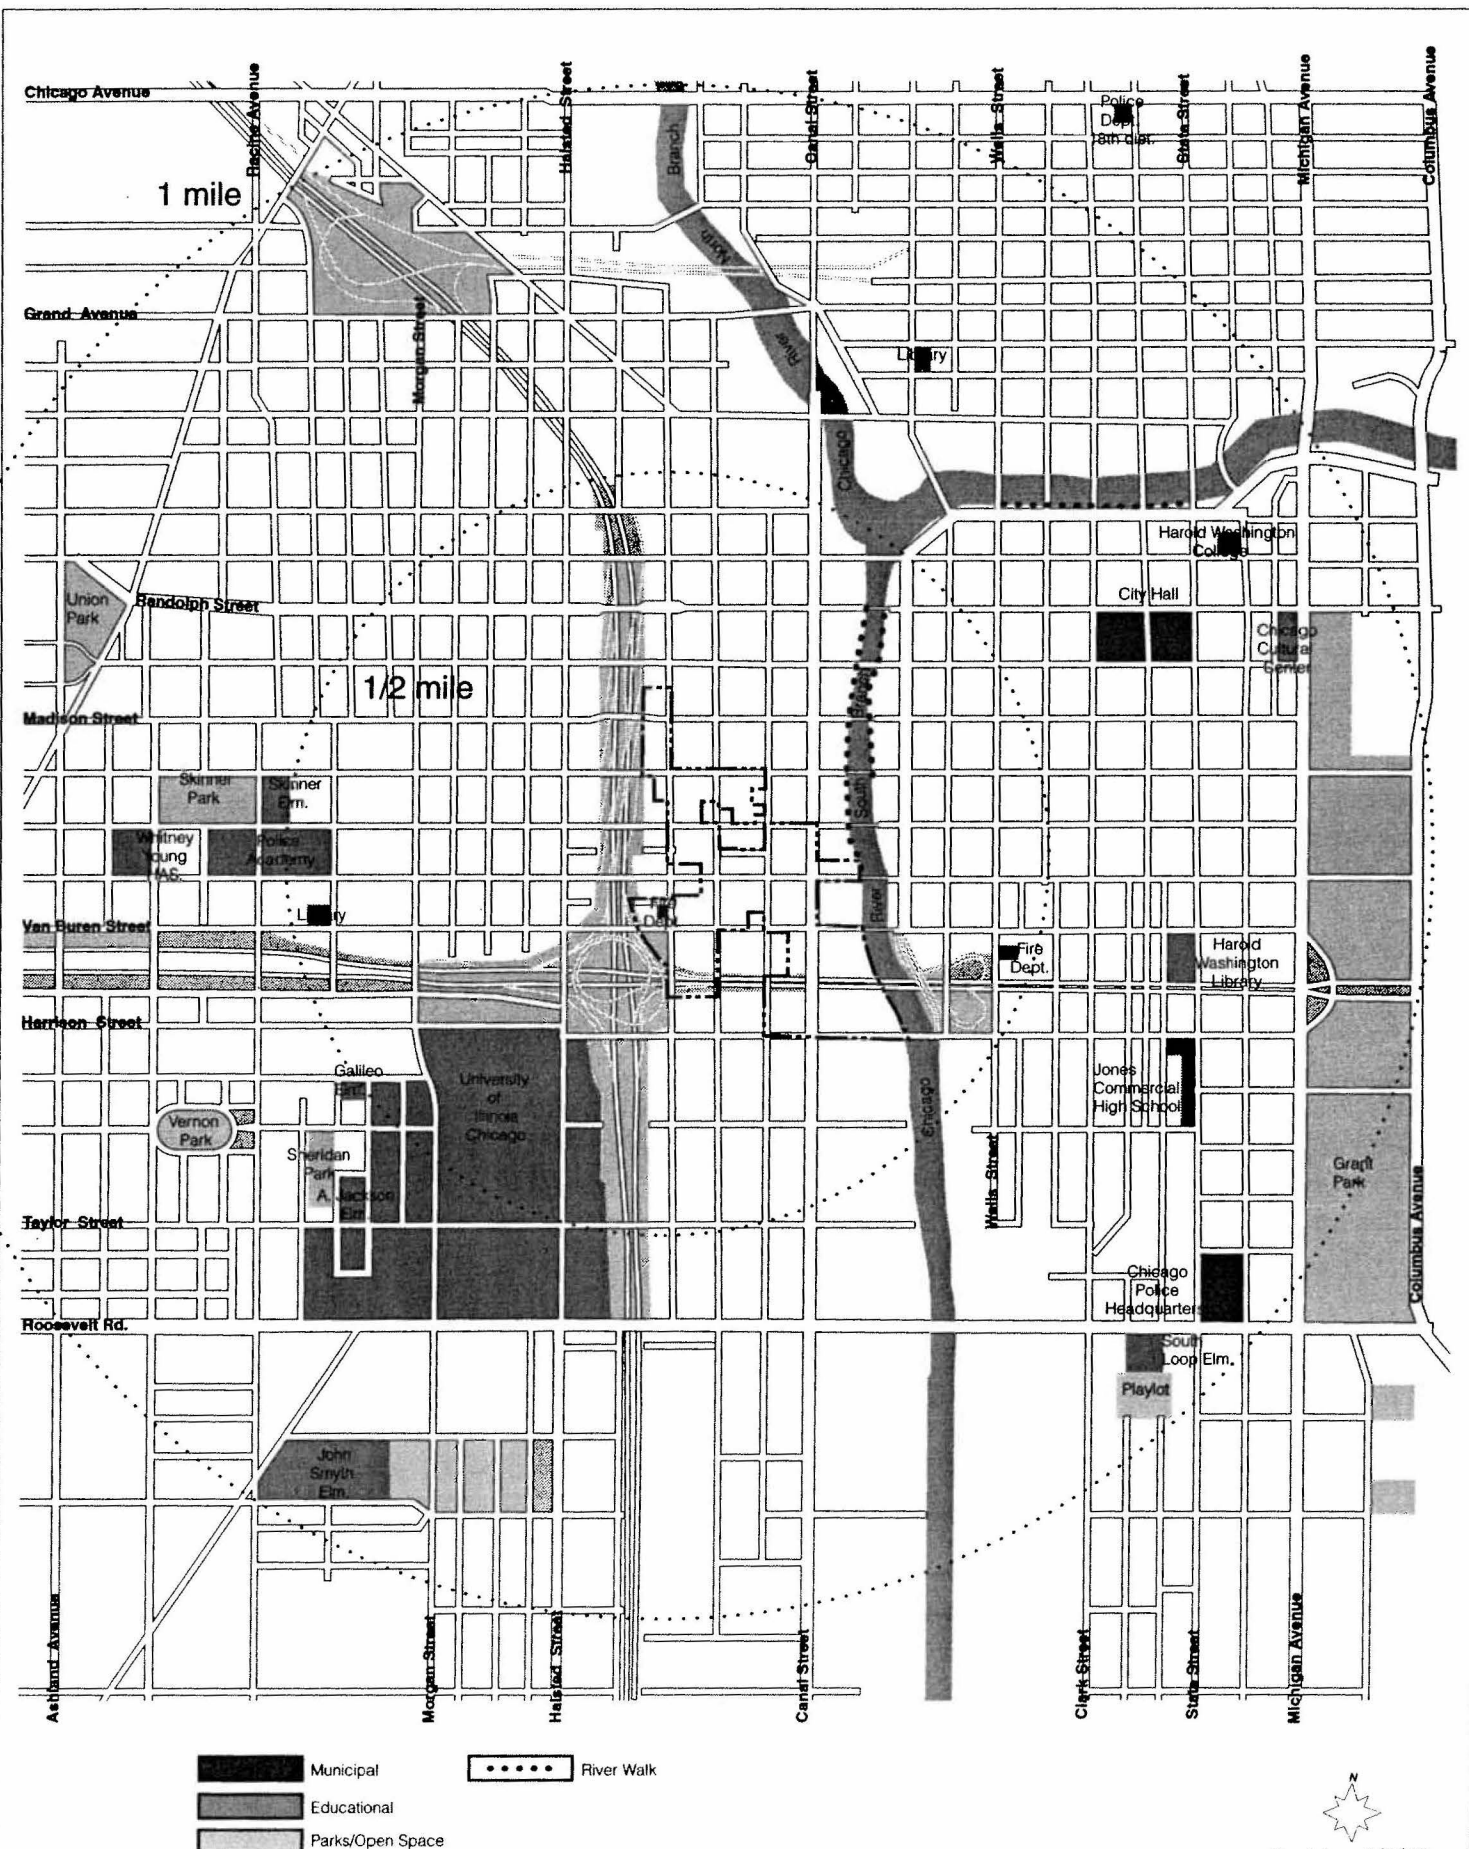 Chicago Avenue
Racine Avenue
Halsted Street
Canal Street
Wells Street
State Street
Michigan Avenue
Columbus Avenue
Police
Dept.
18th dist.
1 mile
Branch
North
River
Grand Avenue
Morgan Street
Library
Chicago
Harold Washington
College
Union
Park
Randolph Street
City Hall
Chicago
Cultural
Center
1/2 mile
Branch
Madison Street
Skinner
Park
Skinner
Elm.
South
Whitney
Young
Police
Academy
Library
Fire
Dept.
River
Van Buren Street
Fire
Dept.
Harold
Washington
Library
Harrison Street
Galileo
Elm.
University
of
Illinois
Chicago
Chicago
Jones
Commercial
High School
Vernon
Park
Sheridan
Park
A. Jackson
Elm.
Wells Street
Grant
Park
Taylor Street
Columbus Avenue
Chicago
Police
Headquarters
Roosevelt Rd.
South
Loop Elm.
Playlot
John
Smyth
Elm.
Ashland Avenue
Morgan Street
Halsted Street
Canal Street
Clark Street
State Street
Michigan Avenue
Municipal
River Walk
Educational
Parks/Open Space
N